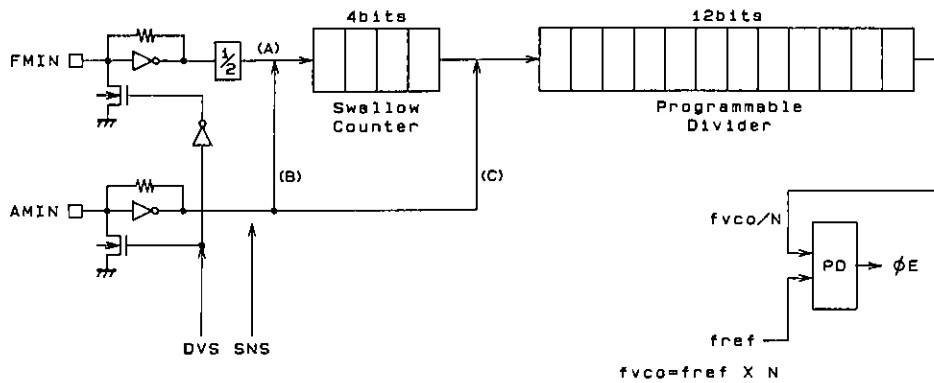 4bits
12bits
FMIN
1/2
(A)
Swallow
Counter
Programmable
Divider
(B)
(C)
AMIN
fvco/N
PD
ϕE
fref
DVS SNS
fvco=fref X N